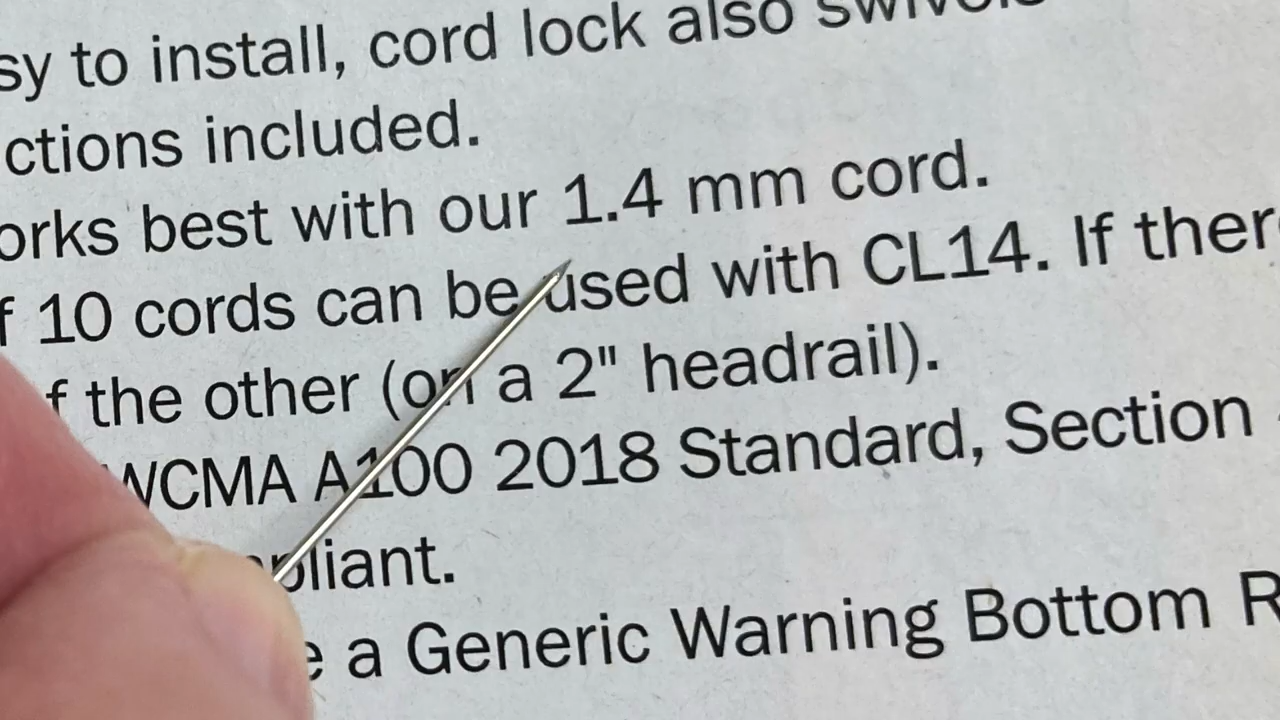 sy to install, cord lock also swivels
ctions included.
orks best with our 1.4 mm cord.
f 10 cords can be used with CL14. If ther
f the other (on a 2" headrail).
WCMA A100 2018 Standard, Section
pliant.
e a Generic Warning Bottom R